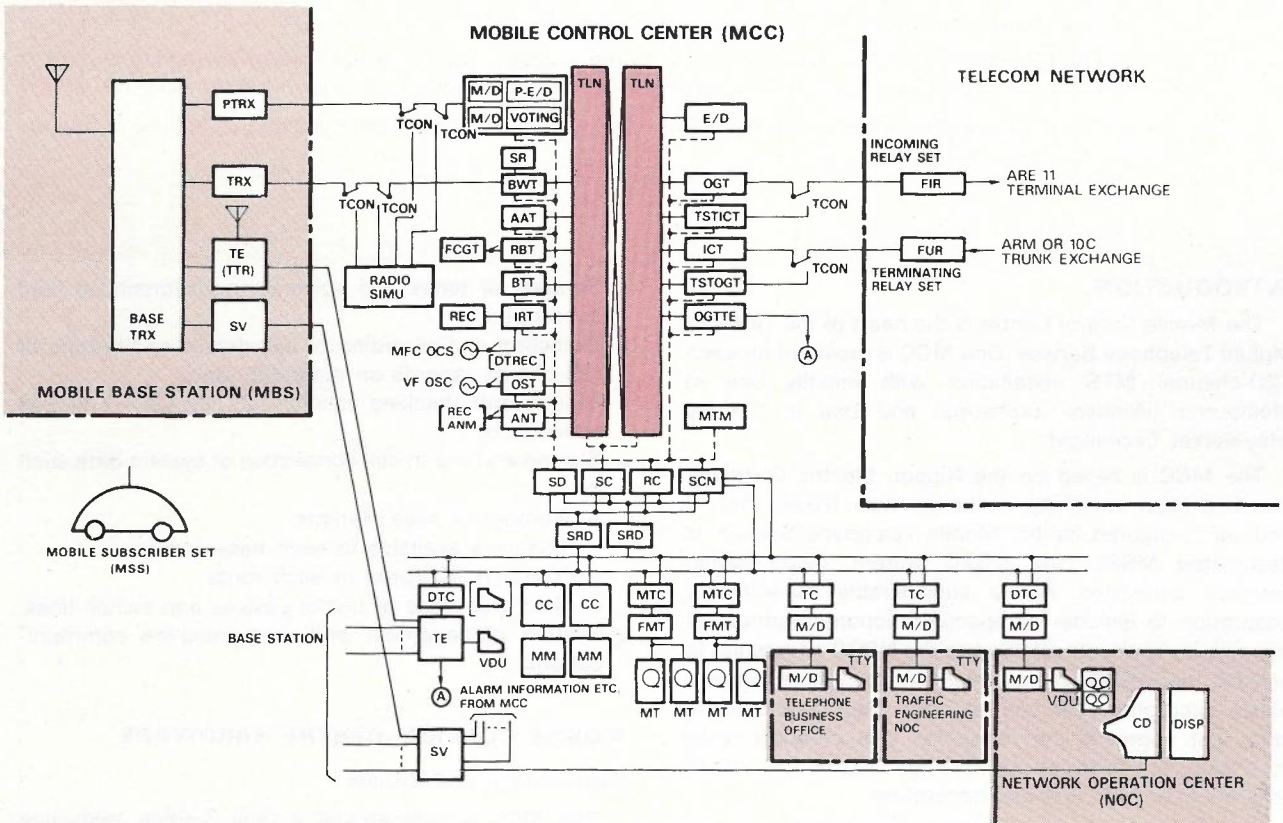 MOBILE CONTROL CENTER (MCC)
TELECOM NETWORK
PTRX
TCON
TCON
M/D
P-E/D
M/D
VOTING
TLN
TLN
E/D
SR
INCOMING
RELAY SET
TRX
TCON
TCON
BWT
OGT
TCON
FIR
ARE 11
TERMINAL EXCHANGE
AAT
TSTICT
TE
(TTR)
FCGT
RBT
ICT
FUR
ARM OR 10C
TRUNK EXCHANGE
TCON
TERMINATING
RELAY SET
RADIO
SIMU
BTT
TSTOGT
BASE
TRX
SV
REC
IRT
OGTTE
MFC OCS
DTREC
A
VF OSC
OST
MOBILE BASE STATION (MBS)
REC
ANM
ANT
MTM
SD
SC
RC
SCN
SRD
SRD
MOBILE SUBSCRIBER SET
(MSS)
DTC
CC
CC
MTC
MTC
TC
TC
DTC
BASE STATION
TE
VDU
FMT
FMT
M/D
M/D
M/D
MM
MM
A
ALARM INFORMATION ETC.
FROM MCC
MT
MT
MT
MT
TTY
M/D
TELEPHONE
BUSINESS
OFFICE
TTY
M/D
TRAFFIC
ENGINEERING
NOC
M/D
VDU
CD
DISP
SV
NETWORK OPERATION CENTER
(NOC)